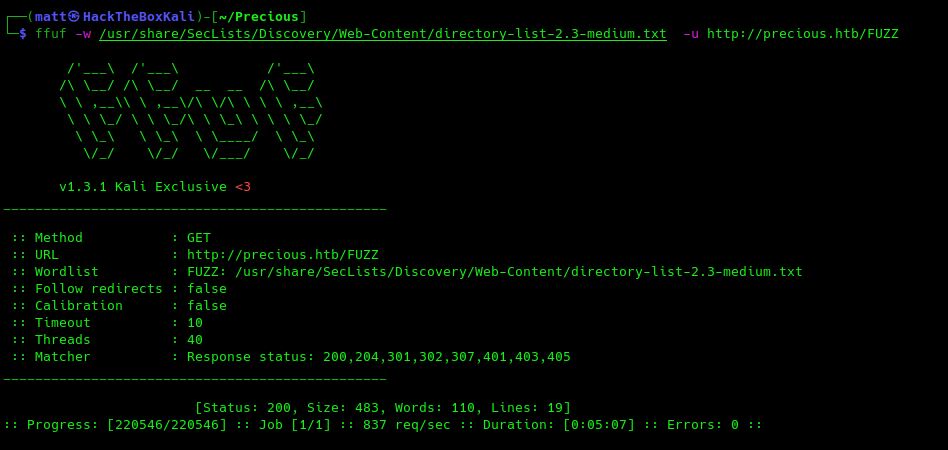 ┌──(matt㉿HackTheBoxKali)-[~/Precious]
└─$ ffuf -w /usr/share/SecLists/Discovery/Web-Content/directory-list-2.3-medium.txt  -u http://precious.htb/FUZZ
        /'___\  /'___\           /'___\
       /\ \__/ /\ \__/  __  __  /\ \__/
       \ \ ,__\\ \ ,__\/\ \/\ \ \ \ ,__\
        \ \ \_/ \ \ \_/\ \ \_\ \ \ \ \_/
         \ \_\   \ \_\  \ \____/  \ \_\
          \/_/    \/_/   \/___/    \/_/
       v1.3.1 Kali Exclusive <3
________________________________________________
 :: Method           : GET
 :: URL              : http://precious.htb/FUZZ
 :: Wordlist         : FUZZ: /usr/share/SecLists/Discovery/Web-Content/directory-list-2.3-medium.txt
 :: Follow redirects : false
 :: Calibration      : false
 :: Timeout          : 10
 :: Threads          : 40
 :: Matcher          : Response status: 200,204,301,302,307,401,403,405
________________________________________________
                        [Status: 200, Size: 483, Words: 110, Lines: 19]
:: Progress: [220546/220546] :: Job [1/1] :: 837 req/sec :: Duration: [0:05:07] :: Errors: 0 ::